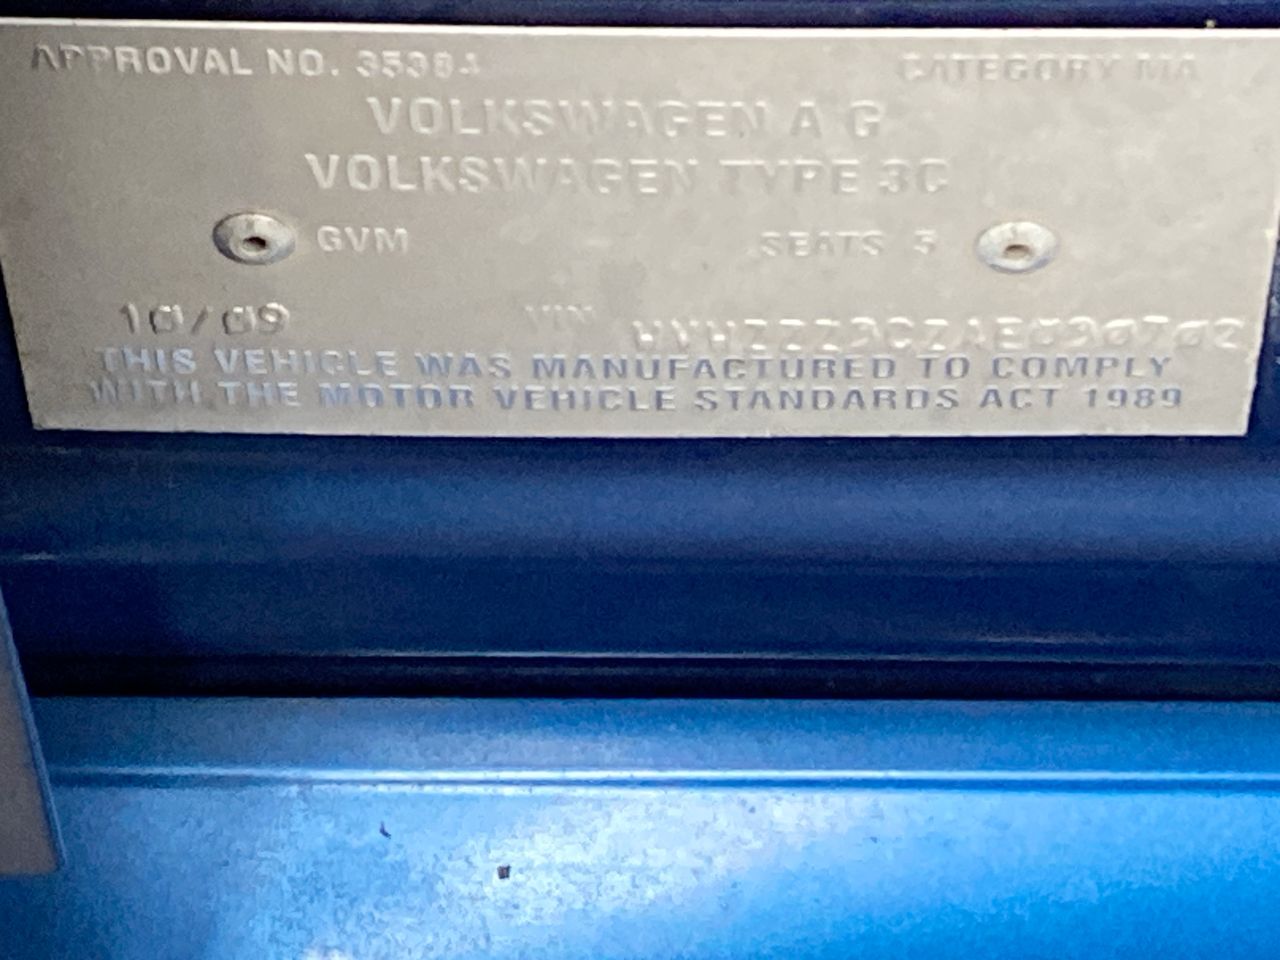 APPROVAL NO. 35384 CATEGORY MA
VOLKSWAGEN A G
VOLKSWAGEN TYPE 3C
GVM SEATS 5
10/09 VIN
THIS VEHICLE WAS MANUFACTURED TO COMPLY
WITH THE MOTOR VEHICLE STANDARDS ACT 1989